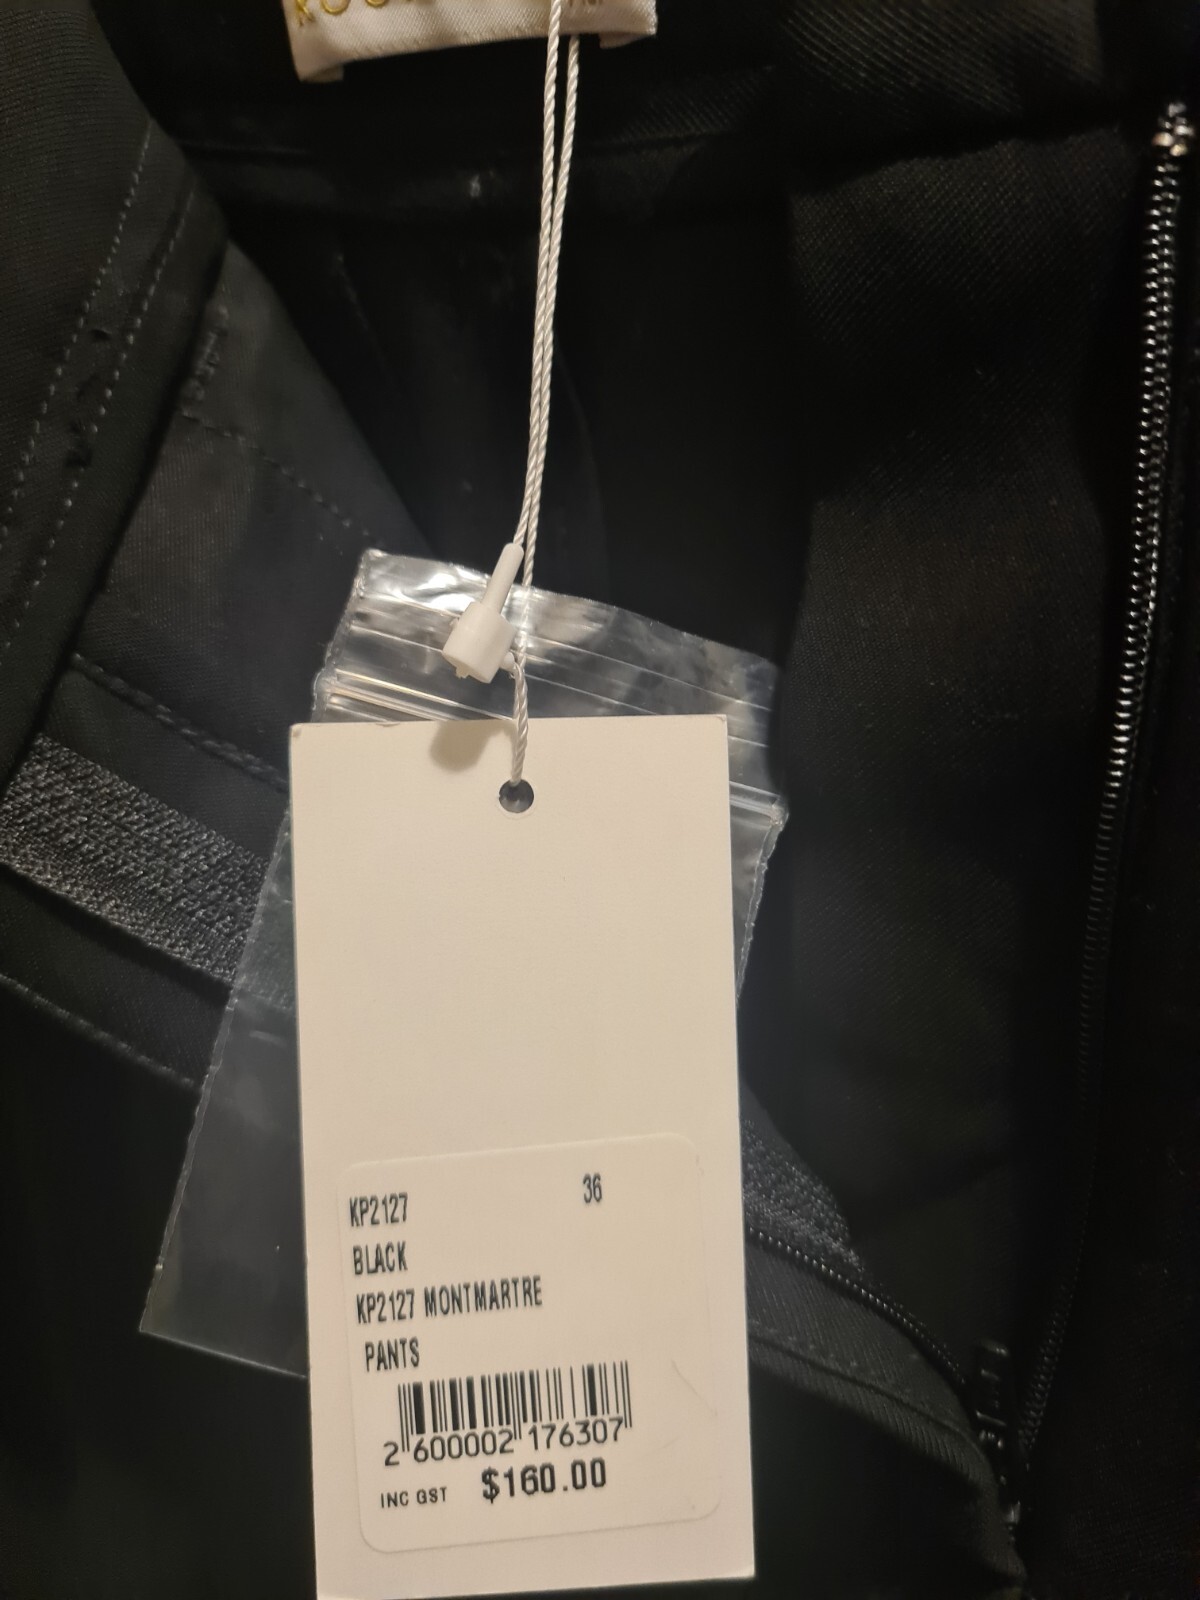 KP2127 36
BLACK
KP2127 MONTMARTRE
PANTS
2 600002 176307
INC GST $160.00